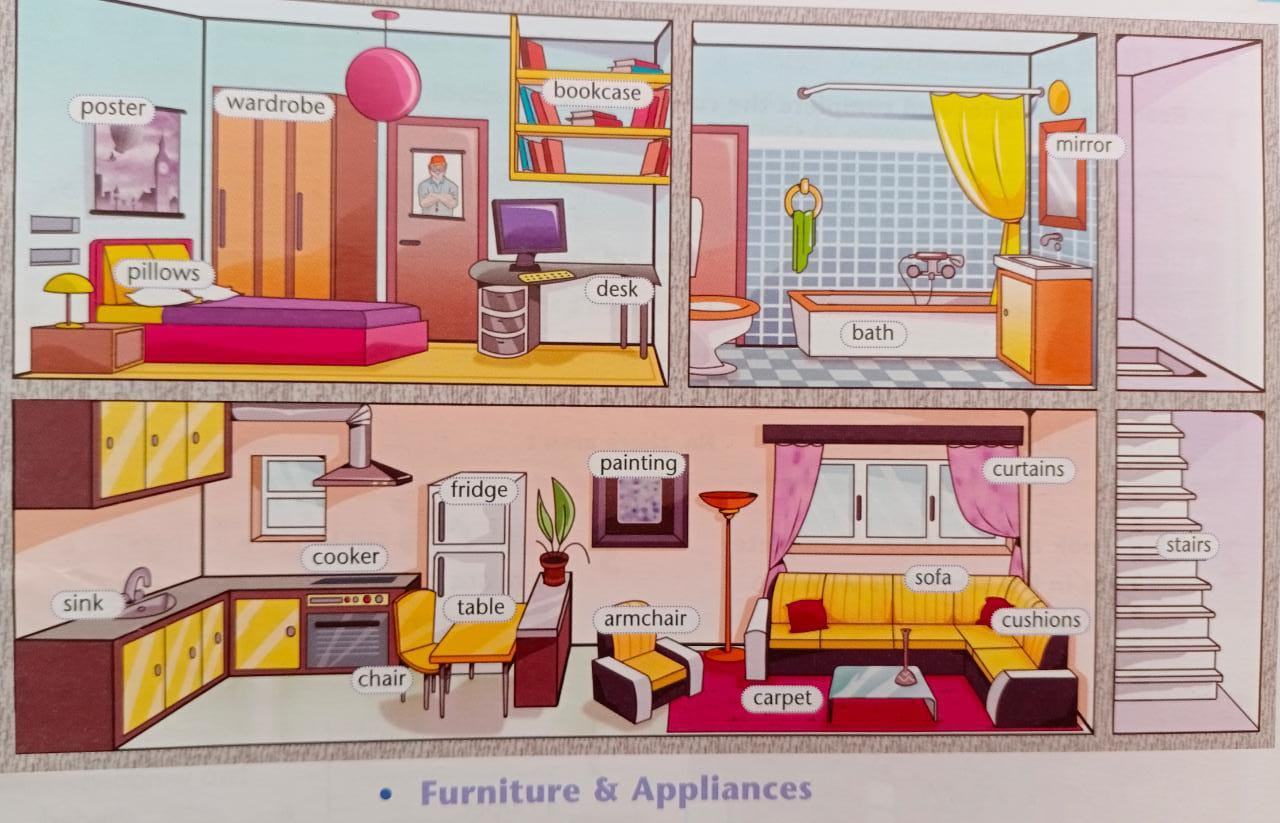 poster
wardrobe
bookcase
pillows
desk
mirror
bath
painting
curtains
fridge
cooker
stairs
sink
table
sofa
armchair
cushions
chair
carpet
• Furniture & Appliances